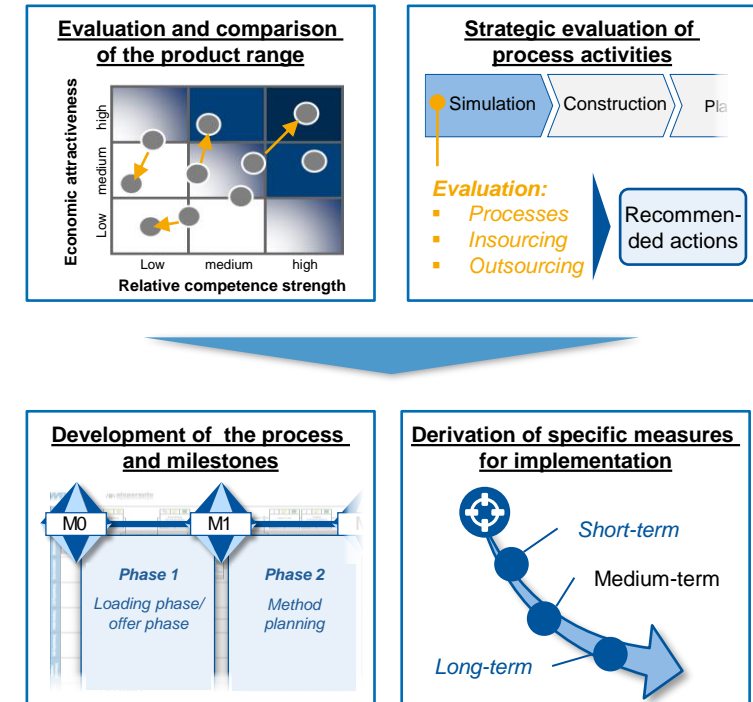 Evaluation and comparison
of the product range
Economic attractiveness
high
medium
Low
Low medium high
Relative competence strength
Strategic evaluation of
process activities
Simulation
Construction
Pla
Evaluation:
▪ Processes
▪ Insourcing
▪ Outsourcing
Recommen-
ded actions
Development of the process
and milestones
M0
M1
Phase 1
Loading phase/
offer phase
Phase 2
Method
planning
Derivation of specific measures
for implementation
Short-term
Medium-term
Long-term